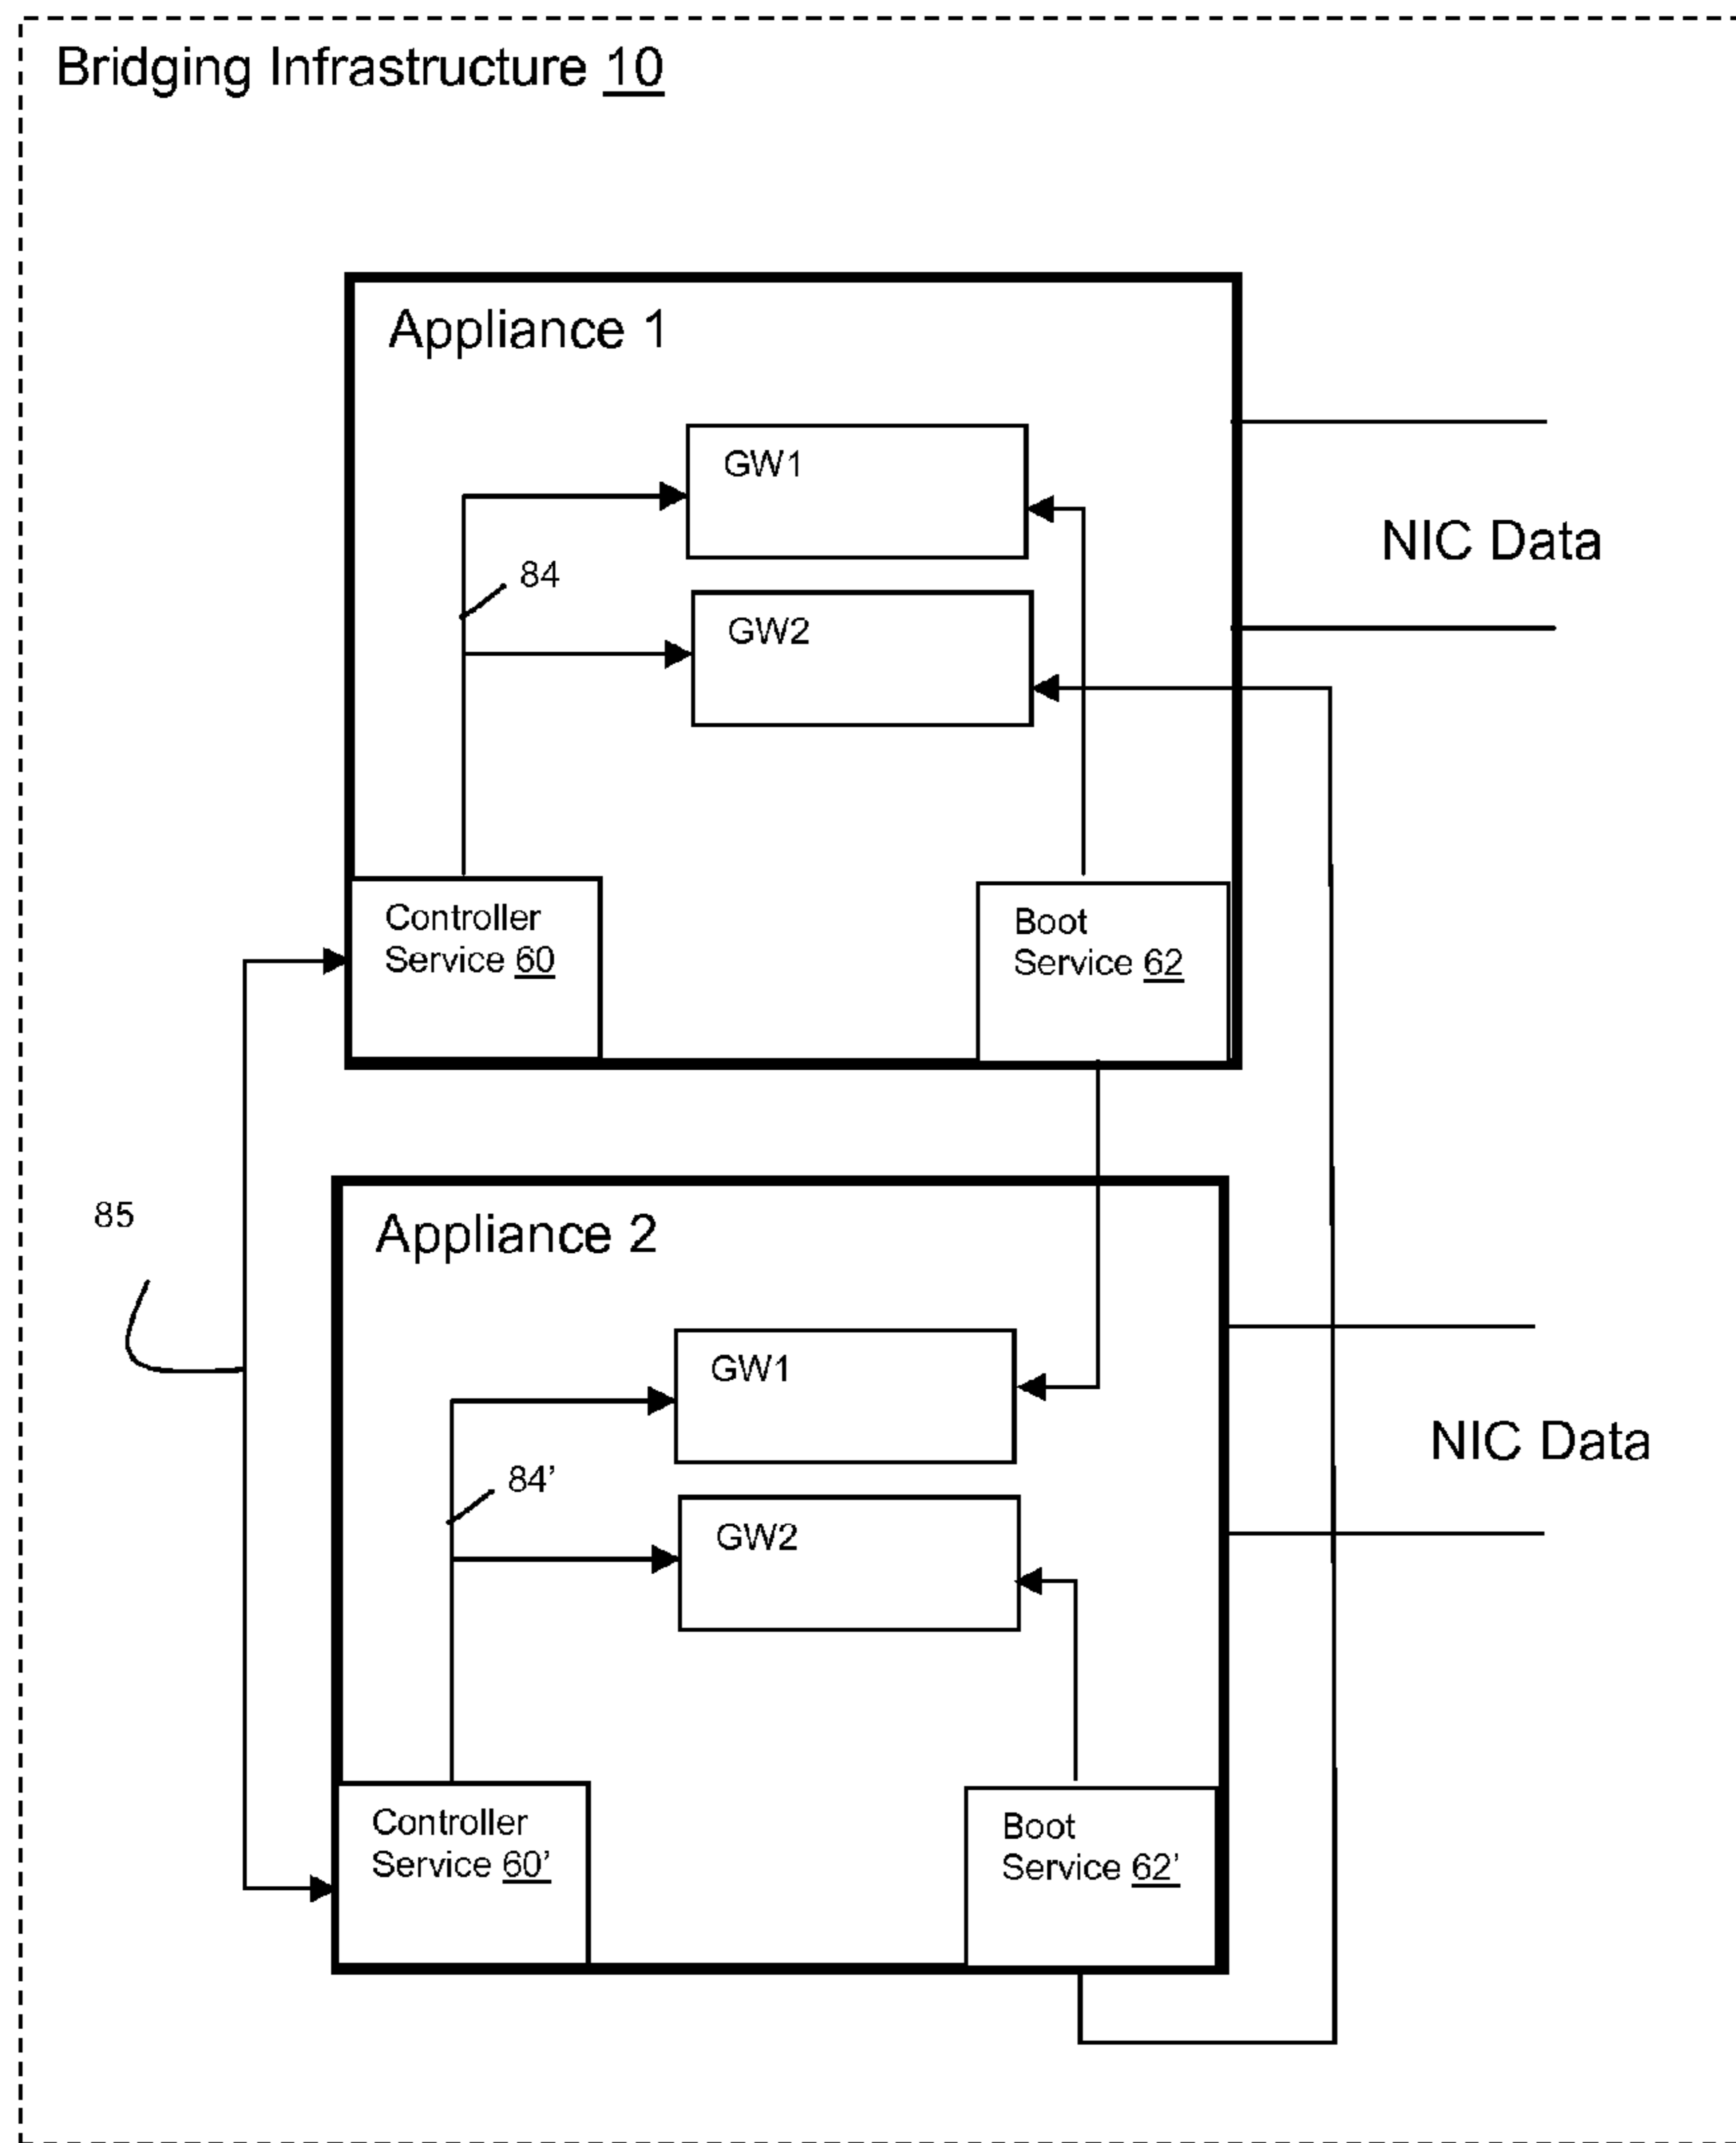 Bridging Infrastructure 10
Appliance 1
GW1
NIC Data
84
GW2
Controller
Service 60
Boot
Service 62
85
Appliance 2
GW1
NIC Data
84’
GW2
Controller
Service 60’
Boot
Service 62'